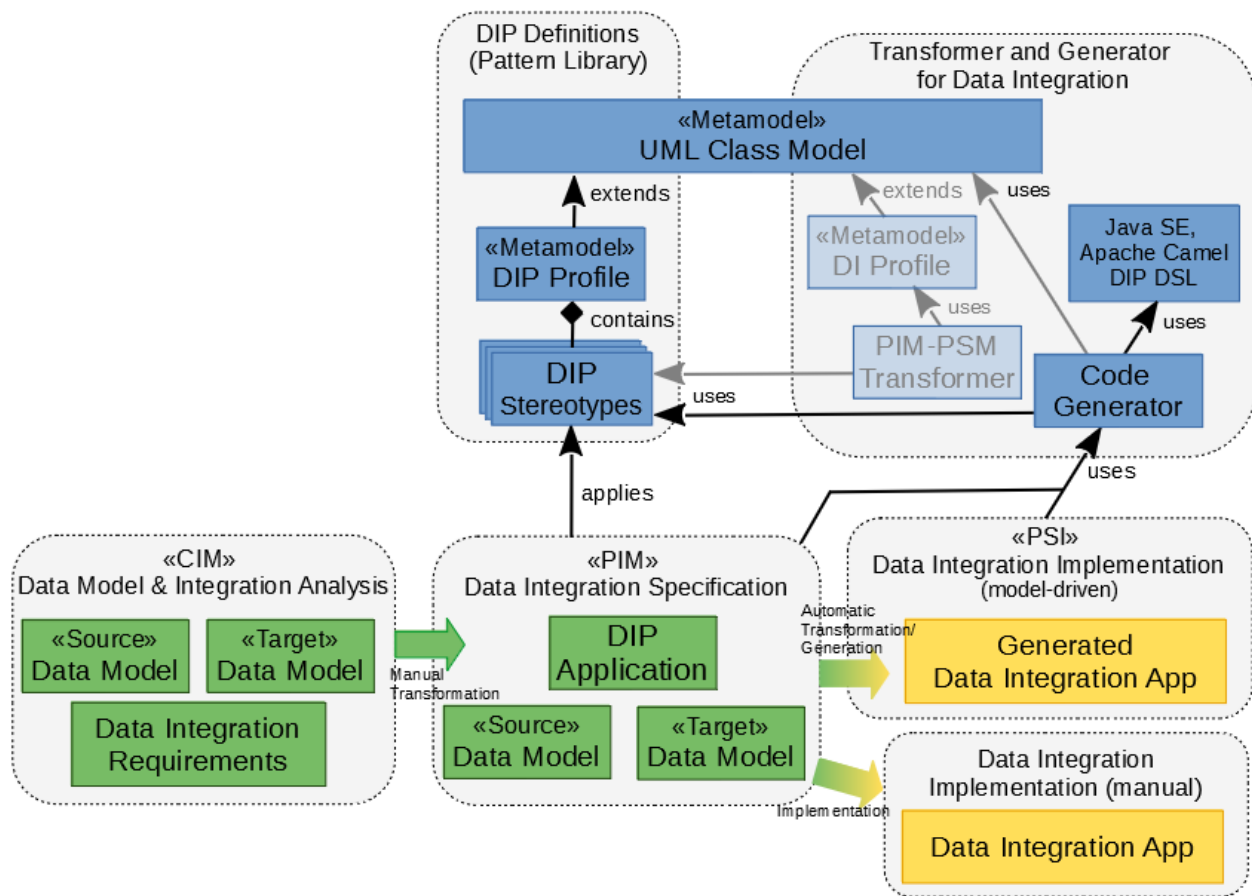 DIP Definitions
(Pattern Library)
Transformer and Generator
for Data Integration
«Metamodel»
UML Class Model
extends
extends
uses
«Metamodel»
DIP Profile
«Metamodel»
DI Profile
Java SE,
Apache Camel
DIP DSL
contains
uses
uses
DIP
Stereotypes
PIM-PSM
Transformer
Code
Generator
uses
applies
uses
«CIM»
Data Model & Integration Analysis
«Source»
Data Model
«Target»
Data Model
Data Integration
Requirements
Manual
Transformation
«PIM»
Data Integration Specification
DIP
Application
«Source»
Data Model
«Target»
Data Model
Automatic
Transformation/
Generation
Implementation
«PSI»
Data Integration Implementation
(model-driven)
Generated
Data Integration App
Data Integration
Implementation (manual)
Data Integration App